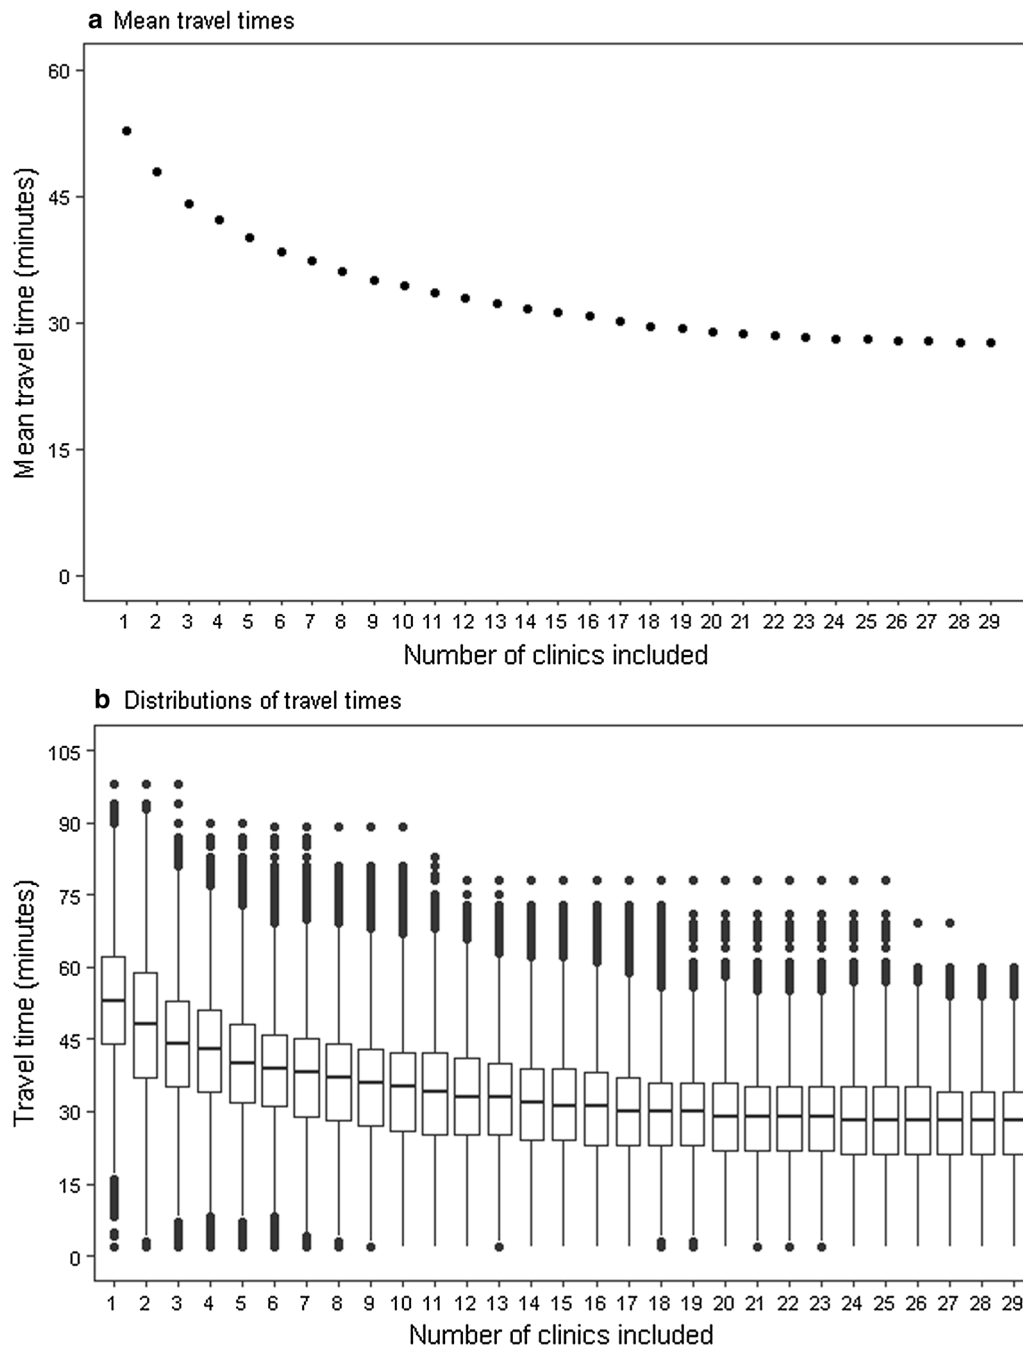 a Mean travel times
Mean travel time (minutes)
60
45
30
15
0
1 2 3 4 5 6 7 8 9 10 11 12 13 14 15 16 17 18 19 20 21 22 23 24 25 26 27 28 29
Number of clinics included
b Distributions of travel times
Travel time (minutes)
105
90
75
60
45
30
15
0
1 2 3 4 5 6 7 8 9 10 11 12 13 14 15 16 17 18 19 20 21 22 23 24 25 26 27 28 29
Number of clinics included